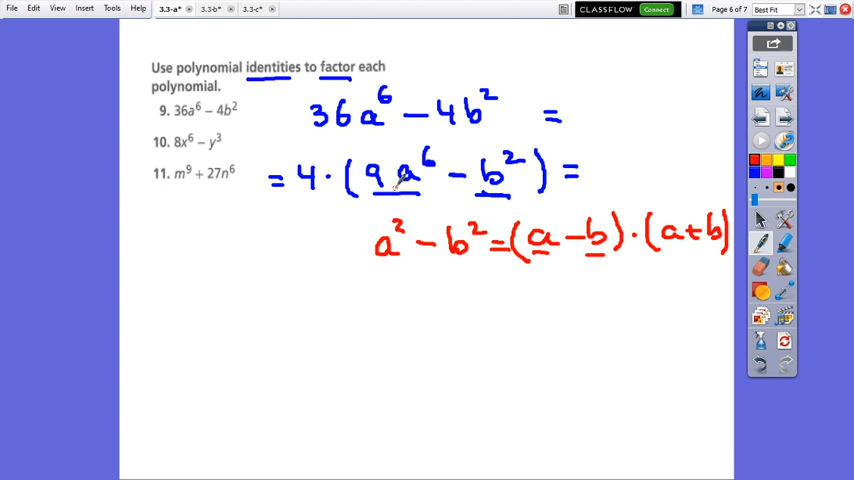 File Edit View Insert Tools Help 3.3-a* 3.3-b* 3.3-c* CLASSFLOW Connect Page 6 of 7 Best Fit
Use polynomial identities to factor each
polynomial.
9. 36a⁶ – 4b²
10. 8x⁶ – y³
11. m⁹ + 27n⁶
36a⁶ – 4b² =
= 4 · (9a⁶ – b²) =
a² – b² = (a – b) · (a + b)